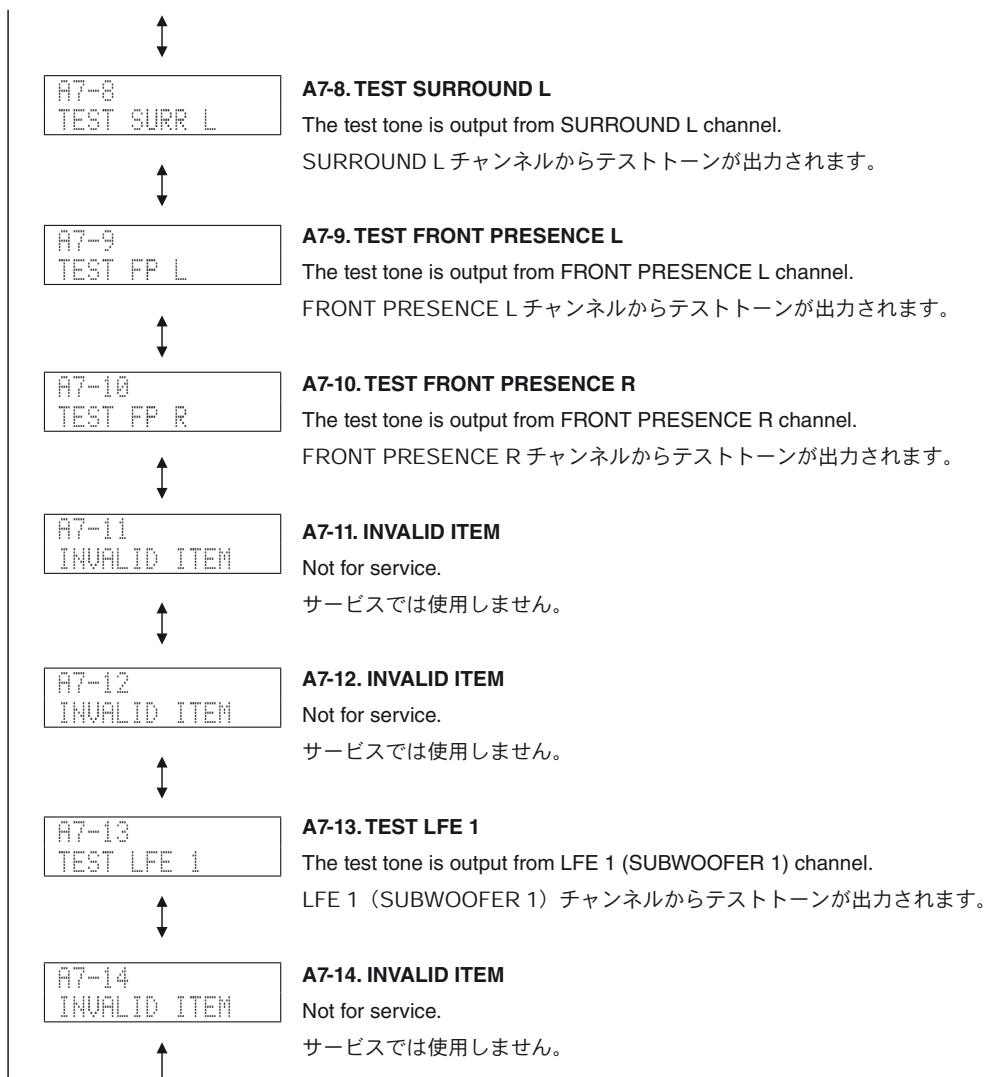 A7-8
TEST SURR L
A7-8. TEST SURROUND L
The test tone is output from SURROUND L channel.
SURROUND L チャンネルからテストトーンが出力されます。
A7-9
TEST FP L
A7-9. TEST FRONT PRESENCE L
The test tone is output from FRONT PRESENCE L channel.
FRONT PRESENCE L チャンネルからテストトーンが出力されます。
A7-10
TEST FP R
A7-10. TEST FRONT PRESENCE R
The test tone is output from FRONT PRESENCE R channel.
FRONT PRESENCE R チャンネルからテストトーンが出力されます。
A7-11
INVALID ITEM
A7-11. INVALID ITEM
Not for service.
サービスでは使用しません。
A7-12
INVALID ITEM
A7-12. INVALID ITEM
Not for service.
サービスでは使用しません。
A7-13
TEST LFE 1
A7-13. TEST LFE 1
The test tone is output from LFE 1 (SUBWOOFER 1) channel.
LFE 1（SUBWOOFER 1）チャンネルからテストトーンが出力されます。
A7-14
INVALID ITEM
A7-14. INVALID ITEM
Not for service.
サービスでは使用しません。